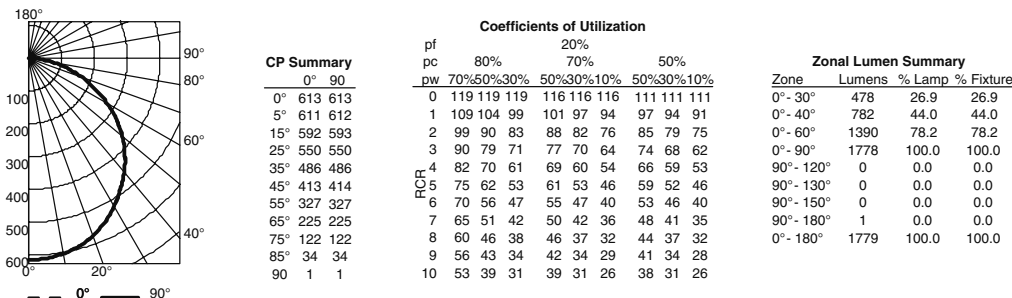 180°
90°
80°
60°
40°
100
200
300
400
500
600
0°
20°
0°
90°
CP Summary
0° 90
0° 613 613
5° 611 612
15° 592 593
25° 550 550
35° 486 486
45° 413 414
55° 327 327
65° 225 225
75° 122 122
85° 34 34
90 1 1
Coefficients of Utilization
pf 20%
pc 80% 70% 50%
pw 70%50%30% 50%30%10% 50%30%10%
RCR
0 119 119 119 116 116 116 111 111 111
1 109 104 99 101 97 94 97 94 91
2 99 90 83 88 82 76 85 79 75
3 90 79 71 77 70 64 74 68 62
4 82 70 61 69 60 54 66 59 53
5 75 62 53 61 53 46 59 52 46
6 70 56 47 55 47 40 53 46 40
7 65 51 42 50 42 36 48 41 35
8 60 46 38 46 37 32 44 37 32
9 56 43 34 42 34 29 41 34 28
10 53 39 31 39 31 26 38 31 26
Zonal Lumen Summary
Zone Lumens % Lamp % Fixture
0°- 30° 478 26.9 26.9
0°- 40° 782 44.0 44.0
0°- 60° 1390 78.2 78.2
0°- 90° 1778 100.0 100.0
90°- 120° 0 0.0 0.0
90°- 130° 0 0.0 0.0
90°- 150° 0 0.0 0.0
90°- 180° 1 0.0 0.0
0°- 180° 1779 100.0 100.0